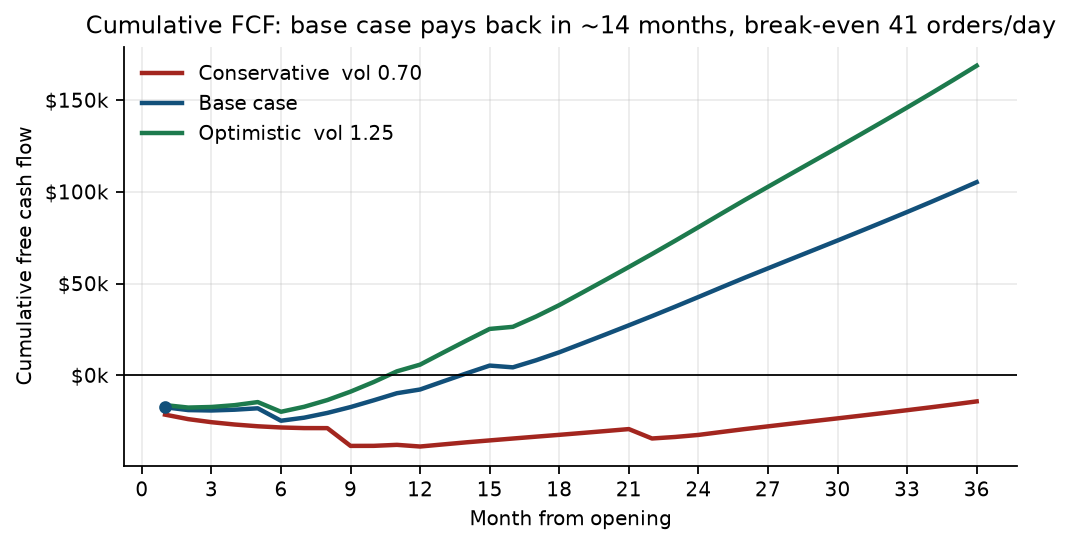 Cumulative FCF: base case pays back in ~14 months, break-even 41 orders/day
Conservative  vol 0.70
Base case
Optimistic  vol 1.25
Cumulative free cash flow
$150k
$100k
$50k
$0k
0 3 6 9 12 15 18 21 24 27 30 33 36
Month from opening